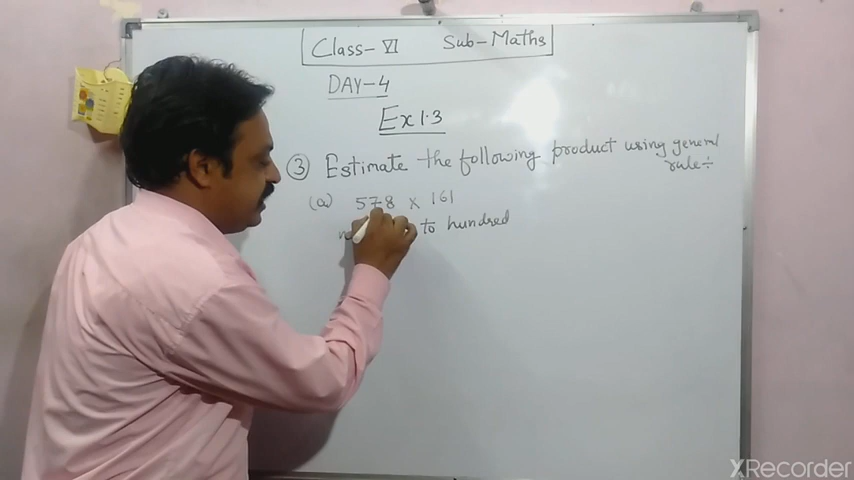 Class-VI Sub-Maths
DAY-4
Ex 1.3
③ Estimate the following product using general
rule÷
(a) 578 × 161
to hundred
XRecorder